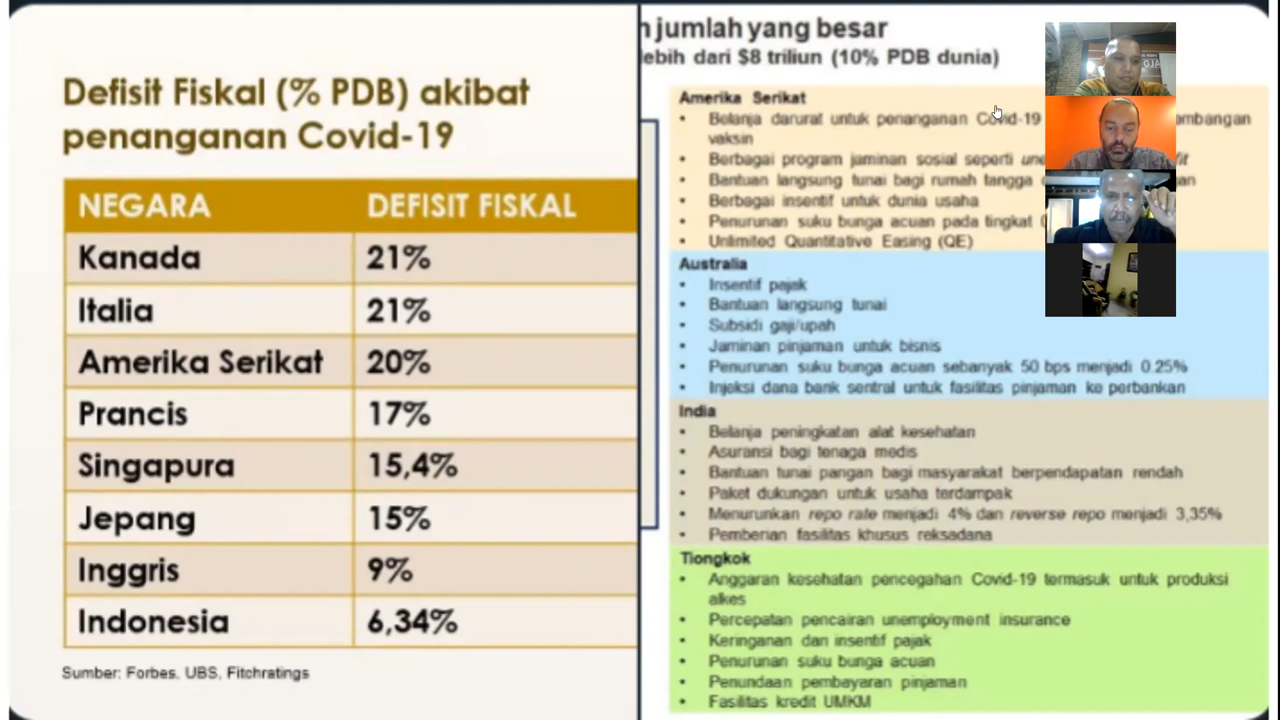 Defisit Fiskal (% PDB) akibat
penanganan Covid-19
NEGARA DEFISIT FISKAL
Kanada 21%
Italia 21%
Amerika Serikat 20%
Prancis 17%
Singapura 15,4%
Jepang 15%
Inggris 9%
Indonesia 6,34%
Sumber: Forbes, UBS, Fitchratings
jumlah yang besar
lebih dari $8 triliun (10% PDB dunia)
Amerika Serikat
• Belanja darurat untuk penanganan Covid-19
vaksin
• Berbagai program jaminan sosial seperti
• Bantuan langsung tunai bagi rumah tangga
• Berbagai insentif untuk dunia usaha
• Penurunan suku bunga acuan pada tingkat
• Unlimited Quantitative Easing (QE)
Australia
• Insentif pajak
• Bantuan langsung tunai
• Subsidi gaji/upah
• Jaminan pinjaman untuk bisnis
• Penurunan suku bunga acuan sebanyak 50 bps menjadi 0.25%
• Injeksi dana bank sentral untuk fasilitas pinjaman ke perbankan
India
• Belanja peningkatan alat kesehatan
• Asuransi bagi tenaga medis
• Bantuan tunai pangan bagi masyarakat berpendapatan rendah
• Paket dukungan untuk usaha terdampak
• Menurunkan repo rate menjadi 4% dan reverse repo menjadi 3,35%
• Pemberian fasilitas khusus reksadana
Tiongkok
• Anggaran kesehatan pencegahan Covid-19 termasuk untuk produksi
alkes
• Percepatan pencairan unemployment insurance
• Keringanan dan insentif pajak
• Penurunan suku bunga acuan
• Penundaan pembayaran pinjaman
• Fasilitas kredit UMKM